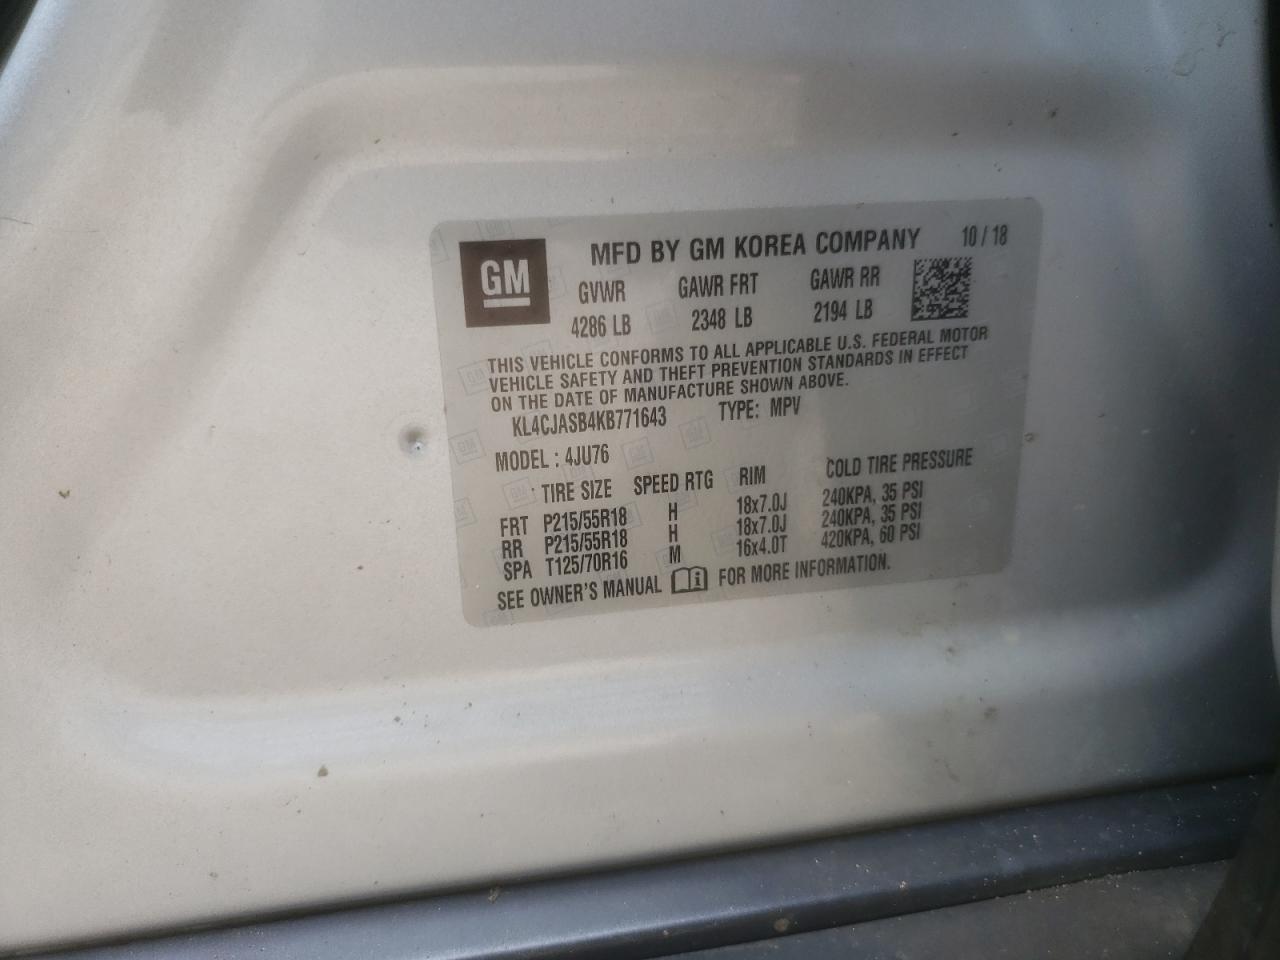 GM
MFD BY GM KOREA COMPANY 10 / 18
GVWR GAWR FRT GAWR RR
4286 LB 2348 LB 2194 LB
THIS VEHICLE CONFORMS TO ALL APPLICABLE U.S. FEDERAL MOTOR
VEHICLE SAFETY AND THEFT PREVENTION STANDARDS IN EFFECT
ON THE DATE OF MANUFACTURE SHOWN ABOVE.
KL4CJASB4KB771643 TYPE: MPV
MODEL : 4JU76
TIRE SIZE SPEED RTG RIM COLD TIRE PRESSURE
FRT P215/55R18 H 18x7.0J 240KPA, 35 PSI
RR P215/55R18 H 18x7.0J 240KPA, 35 PSI
SPA T125/70R16 M 16x4.0T 420KPA, 60 PSI
SEE OWNER'S MANUAL i FOR MORE INFORMATION.